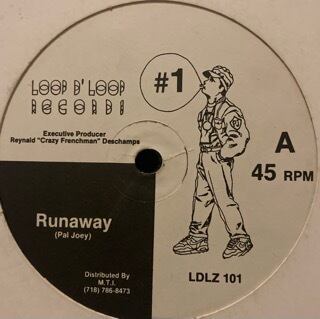 LOOP D' LOOP
RECORDS
#1
Executive Producer
Reynald "Crazy Frenchman" Deschamps
A
45 RPM
Runaway
(Pal Joey)
Distributed By
M.T.I.
(718) 786-8473
LDLZ 101